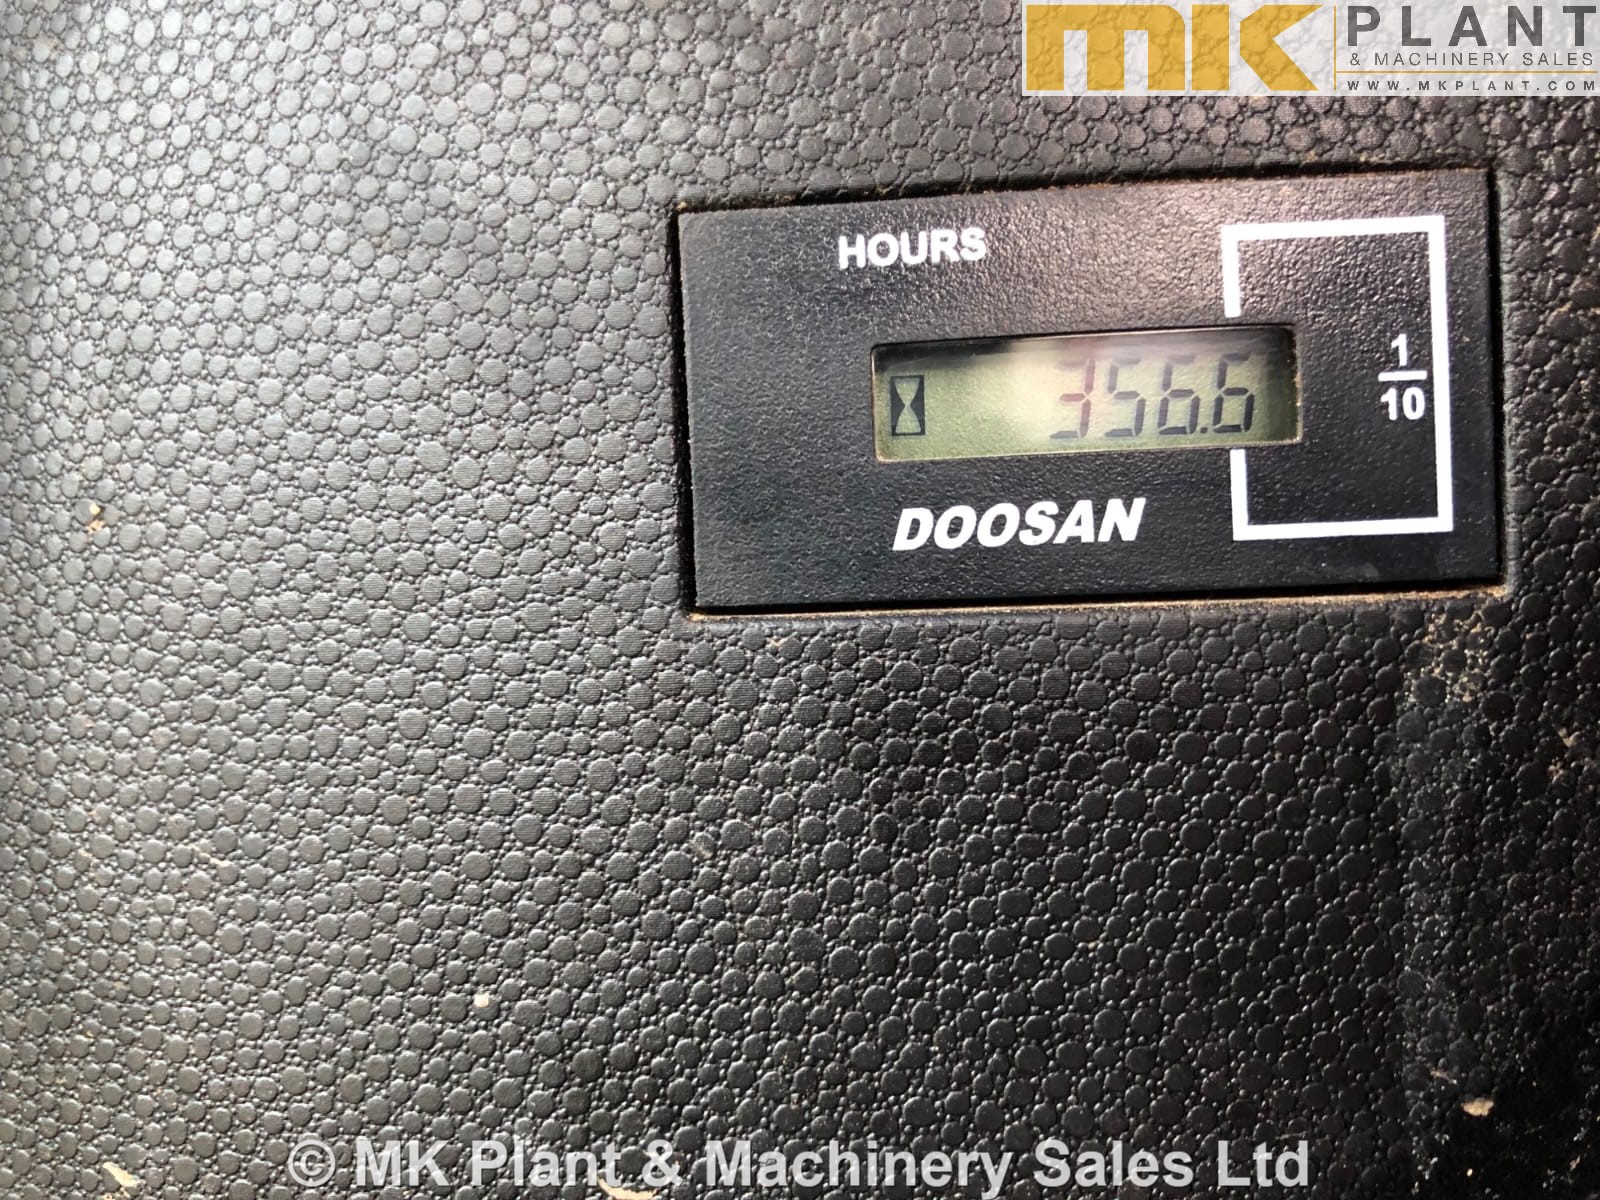 MK PLANT
& MACHINERY SALES
WWW.MKPLANT.COM
HOURS
356.6
1
10
DOOSAN
© MK Plant & Machinery Sales Ltd